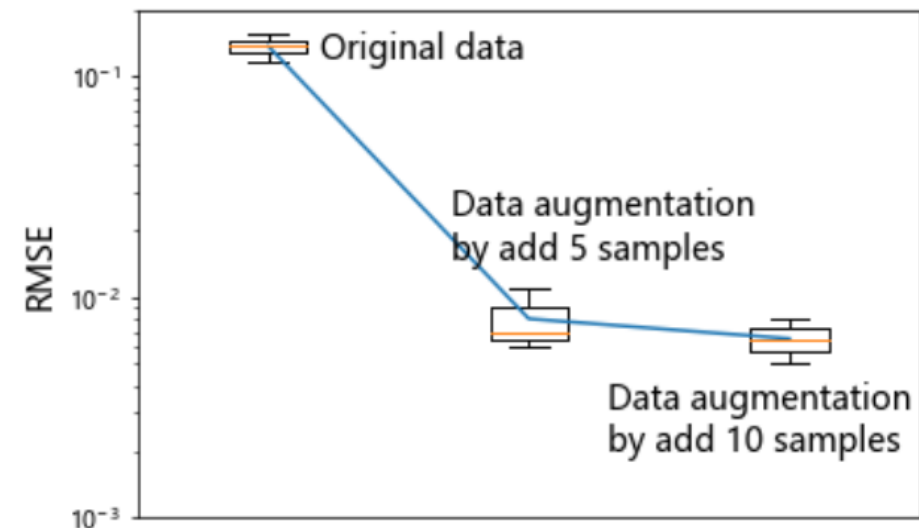 10⁻¹
Original data
Data augmentation
by add 5 samples
RMSE
10⁻²
Data augmentation
by add 10 samples
10⁻³